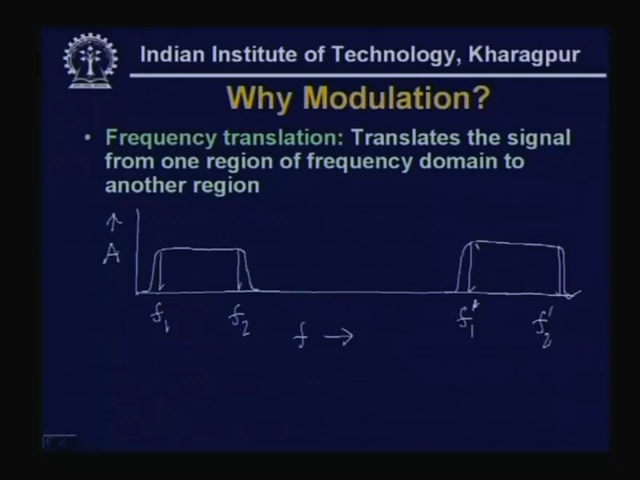 Indian Institute of Technology, Kharagpur
Why Modulation?
• Frequency translation: Translates the signal
from one region of frequency domain to
another region
↑
A
f₁ f₂ f → f₁' f₂'